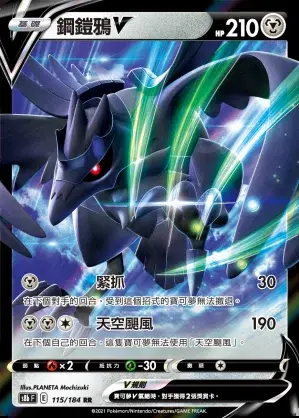 基礎 鋼鎧鴉V HP210
緊抓 30
在下個對手的回合,受到這個招式的寶可夢無法撤退。
天空颶風 190
在下個自己的回合,這隻寶可夢無法使用「天空颶風」。
弱點 ×2 抵抗力 -30 撤退
V規則
Illus.PLANETA Mochizuki
s8b F E 115/184 RR
寶可夢V【氣絕】時,對手獲得2張獎賞卡。
©2021 Pokémon/Nintendo/Creatures/GAME FREAK.